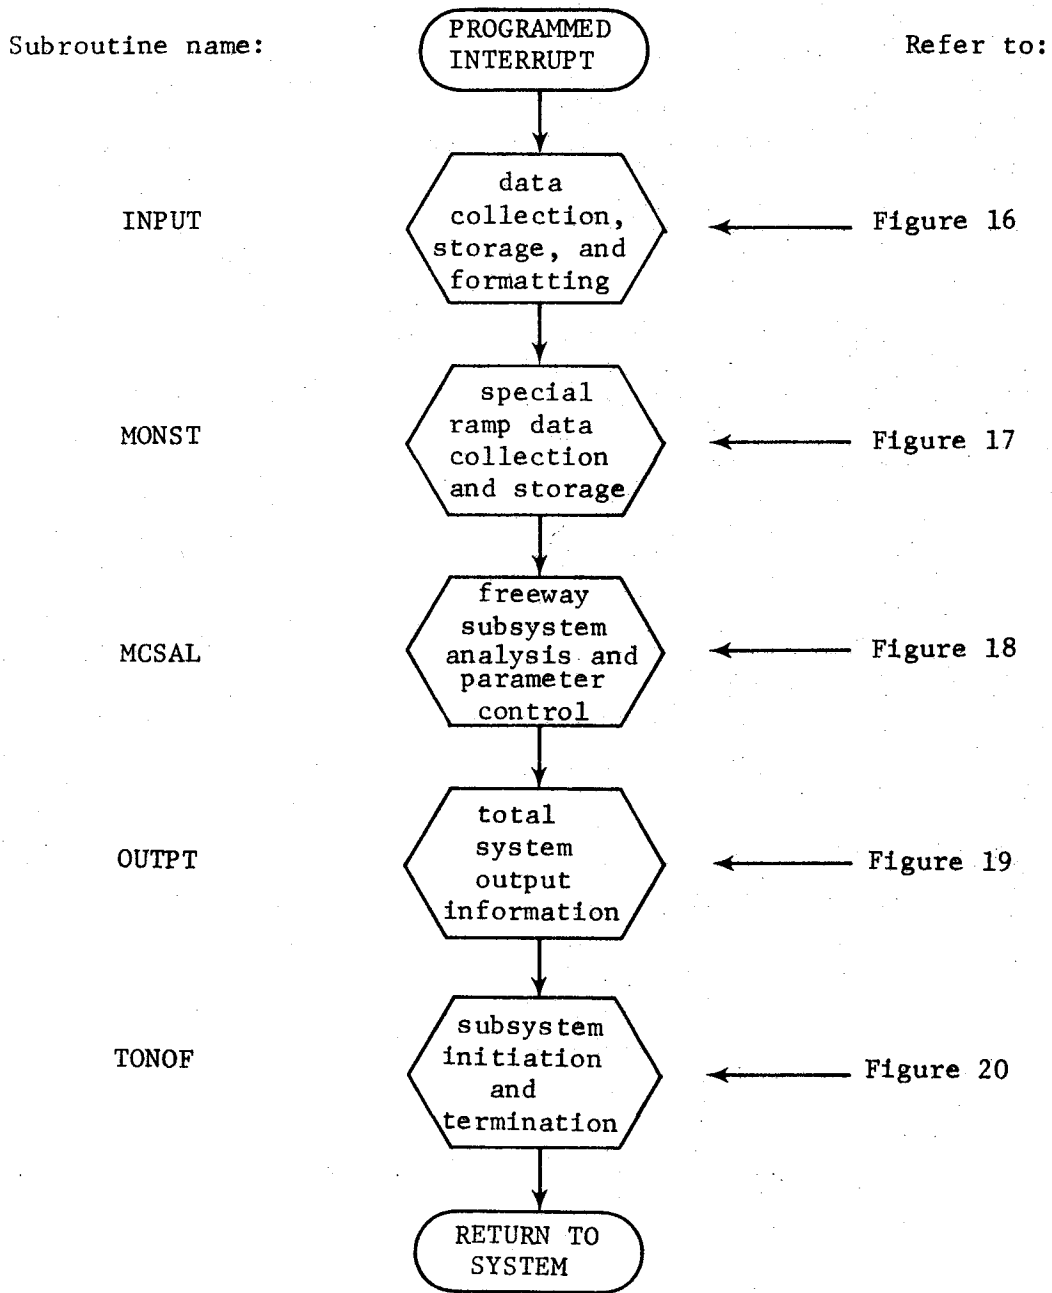 Subroutine name:
PROGRAMMED
INTERRUPT
Refer to:
INPUT
data
collection,
storage, and
formatting
Figure 16
MONST
special
ramp data
collection
and storage
Figure 17
MCSAL
freeway
subsystem
analysis and
parameter
control
Figure 18
OUTPT
total
system
output
information
Figure 19
TONOF
subsystem
initiation
and
termination
Figure 20
RETURN TO
SYSTEM